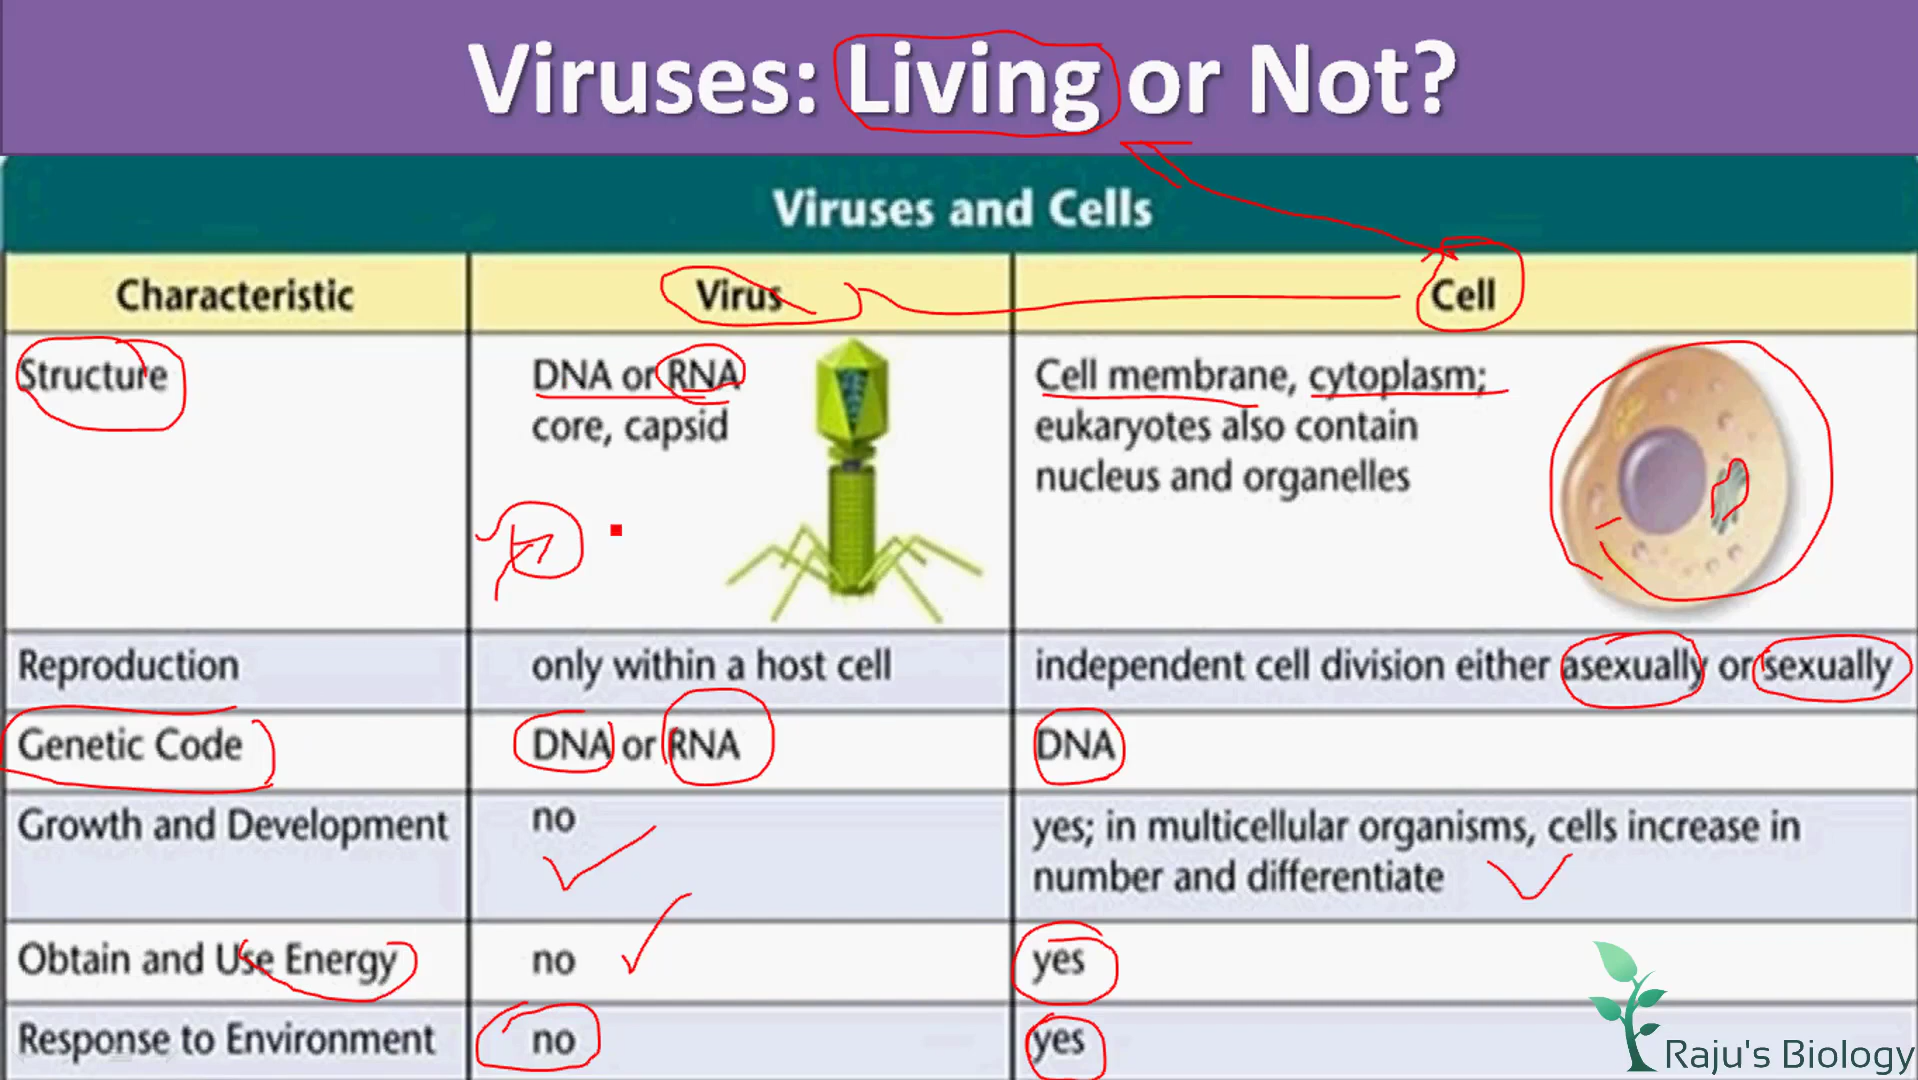 Viruses: Living or Not?
Viruses and Cells
Characteristic
Virus
Cell
Structure
DNA or RNA
core, capsid
Cell membrane, cytoplasm;
eukaryotes also contain
nucleus and organelles
Reproduction
only within a host cell
independent cell division either asexually or sexually
Genetic Code
DNA or RNA
DNA
Growth and Development
no
yes; in multicellular organisms, cells increase in
number and differentiate
Obtain and Use Energy
no
yes
Response to Environment
no
yes
Raju's Biology